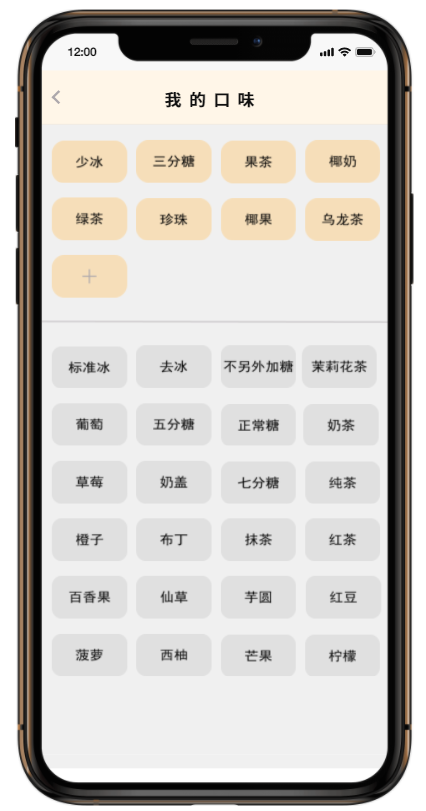 12:00
我的口味
少冰 三分糖 果茶 椰奶
绿茶 珍珠 椰果 乌龙茶
+
标准冰 去冰 不另外加糖 茉莉花茶
葡萄 五分糖 正常糖 奶茶
草莓 奶盖 七分糖 纯茶
橙子 布丁 抹茶 红茶
百香果 仙草 芋圆 红豆
菠萝 西柚 芒果 柠檬